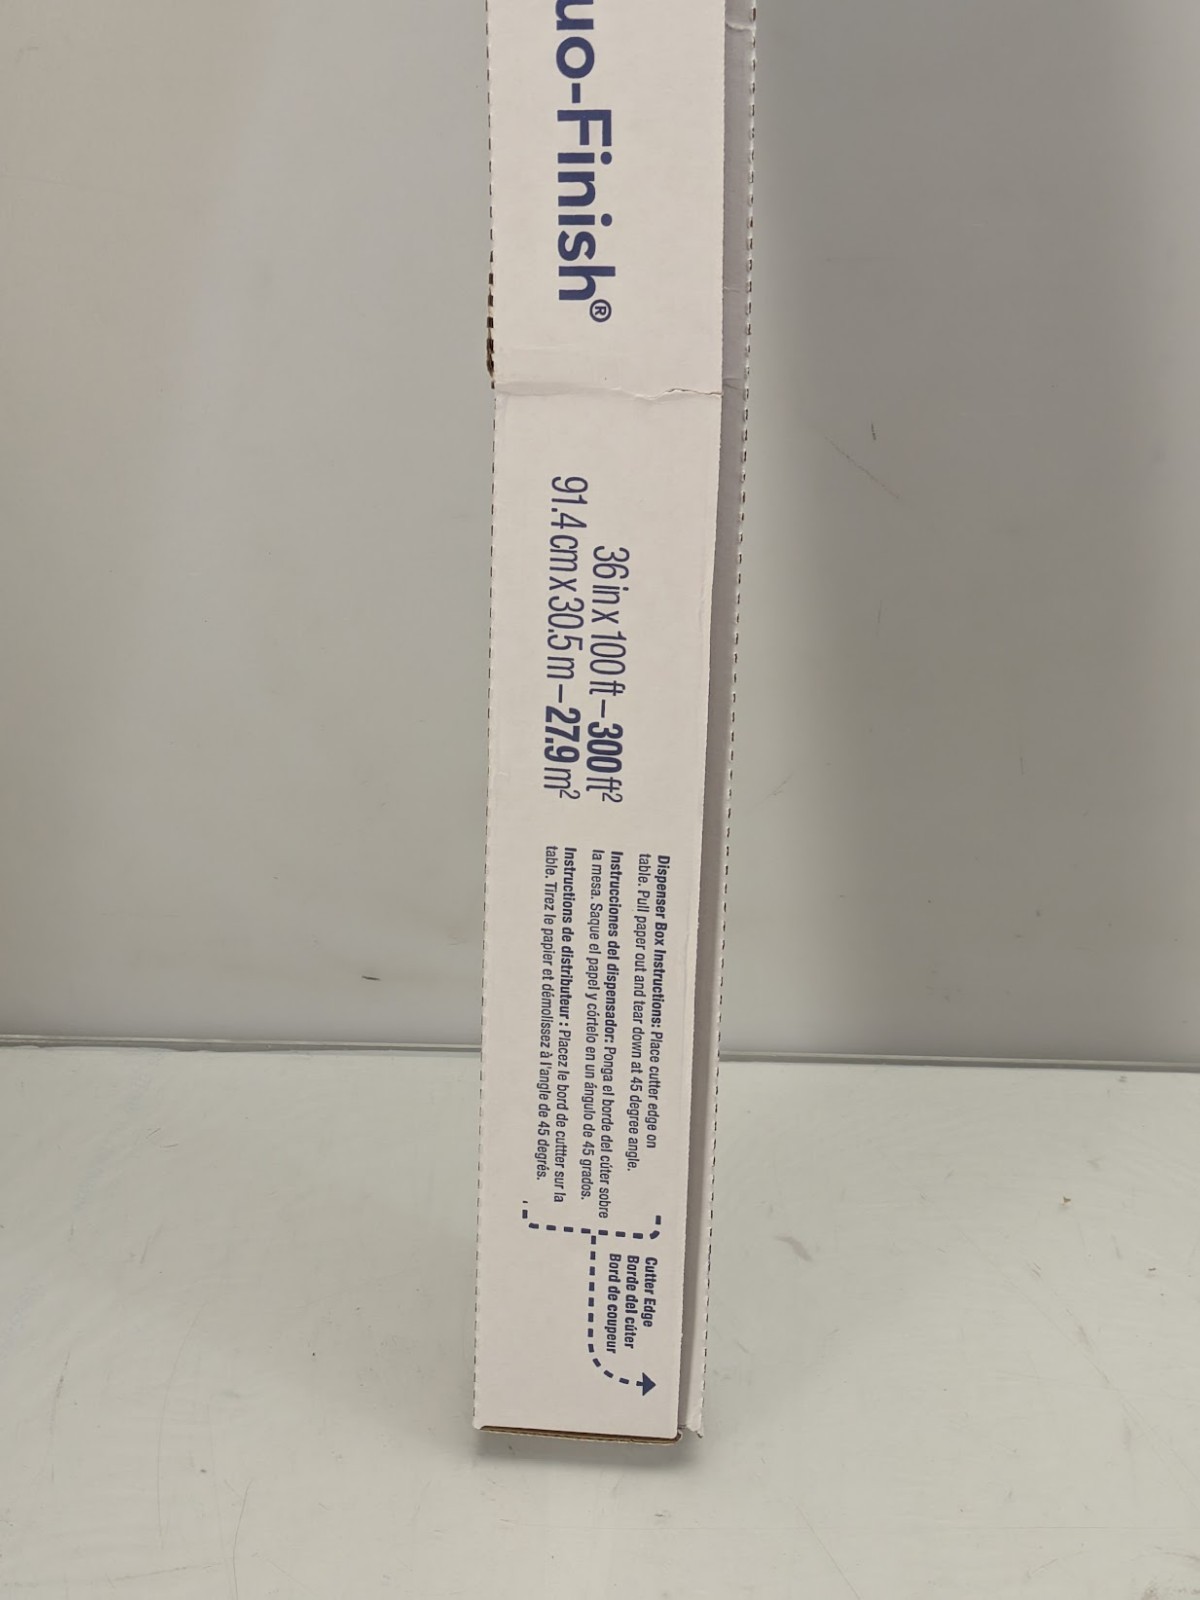 uo-Finish®
36 in x 100 ft – 300 ft²
91.4 cm x 30.5 m – 27.9 m²
Dispenser Box Instructions: Place cutter edge on
table. Pull paper out and tear down at 45 degree angle.
Instrucciones del dispensador: Ponga el borde del cúter sobre
la mesa. Saque el papel y córtelo en un ángulo de 45 grados.
Instructions de distributeur : Placez le bord de cuttter sur la
table. Tirez le papier et démolissez à l'angle de 45 degrés.
Cutter Edge
Borde del cúter
Bord de coupeur